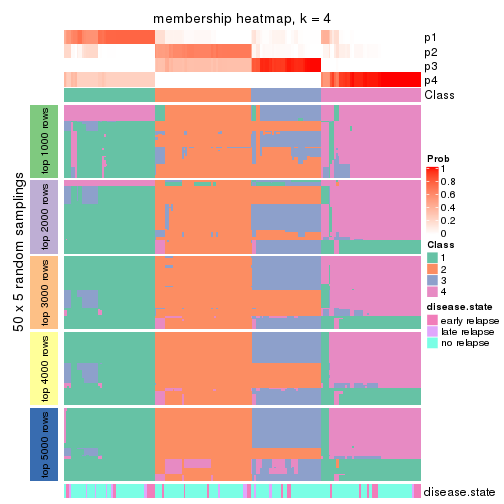 membership heatmap, k = 4
p1
p2
p3
p4
Class
50 x 5 random samplings
top 1000 rows
top 2000 rows
top 3000 rows
top 4000 rows
top 5000 rows
disease.state
Prob
1
0.8
0.6
0.4
0.2
0
Class
1
2
3
4
disease.state
early relapse
late relapse
no relapse